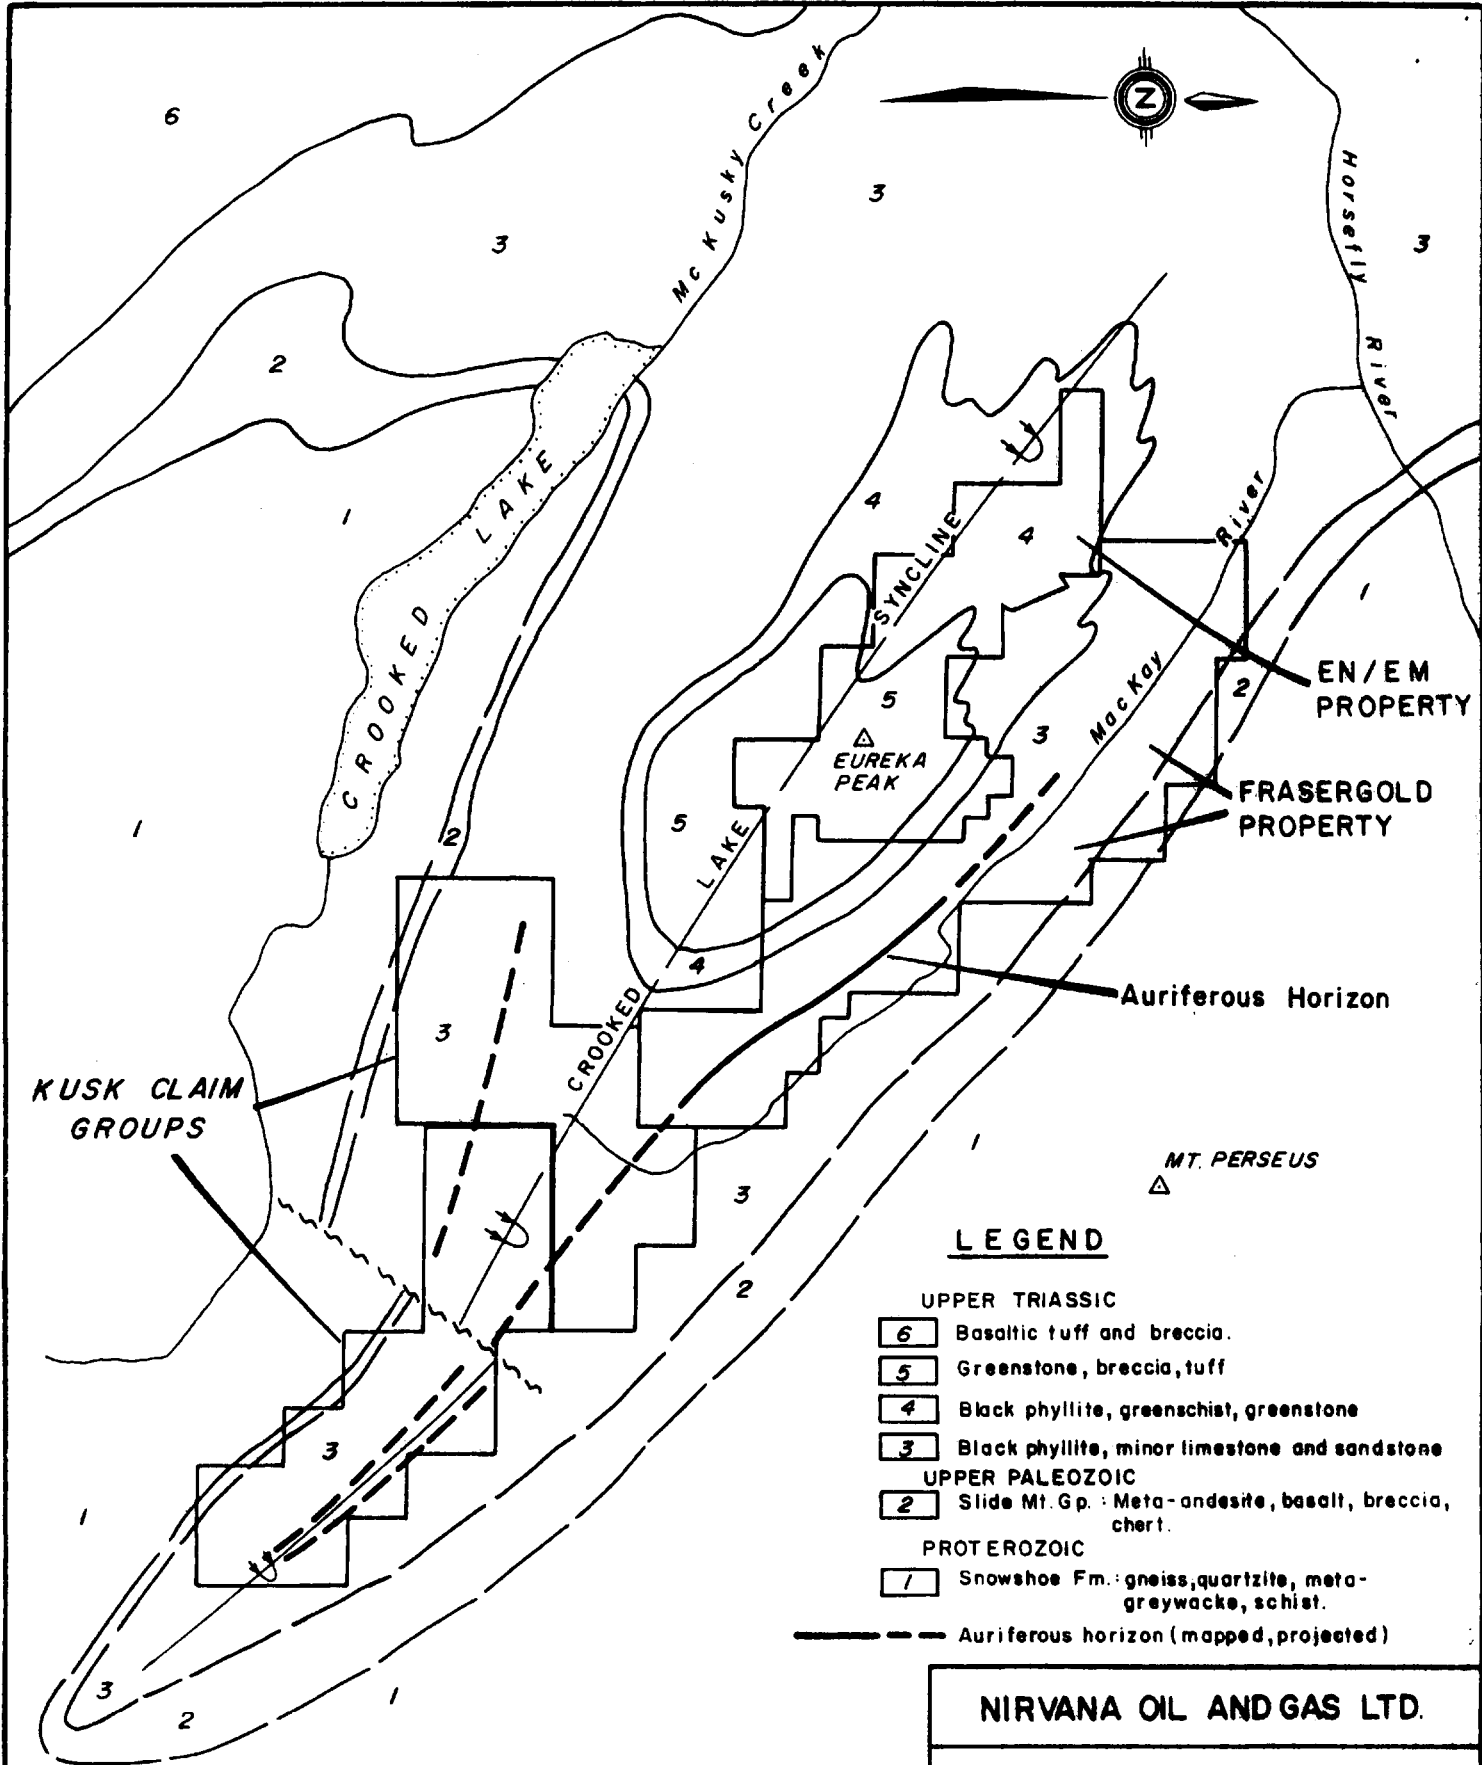 6
Mc Kusky Creek
N
3
Horsefly River
3
3
2
CROOKED LAKE
1
4
4
River
1
SYNCLINE
EN/EM
PROPERTY
2
MacKay
5
3
EUREKA
PEAK
FRASERGOLD
PROPERTY
1
2
5
LAKE
4
CROOKED
Auriferous Horizon
3
KUSK CLAIM
GROUPS
1
MT. PERSEUS
3
2
LEGEND
UPPER TRIASSIC
6 Basaltic tuff and breccia.
5 Greenstone, breccia, tuff
4 Black phyllite, greenschist, greenstone
3 Black phyllite, minor limestone and sandstone
UPPER PALEOZOIC
2 Slide Mt. Gp. : Meta-andesite, basalt, breccia,
chert.
PROTEROZOIC
1 Snowshoe Fm.: gneiss, quartzite, meta-
greywacke, schist.
Auriferous horizon (mapped, projected)
3
1
3
2
1
NIRVANA OIL AND GAS LTD.